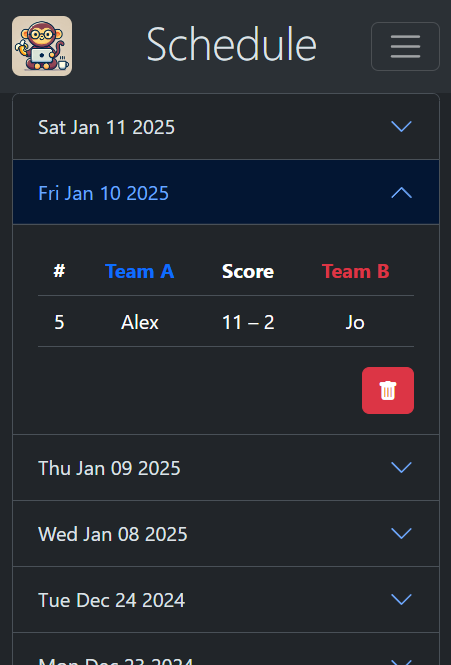 Schedule
Sat Jan 11 2025
Fri Jan 10 2025
# Team A Score Team B
5 Alex 11 – 2 Jo
Thu Jan 09 2025
Wed Jan 08 2025
Tue Dec 24 2024
Mon Dec 23 2024